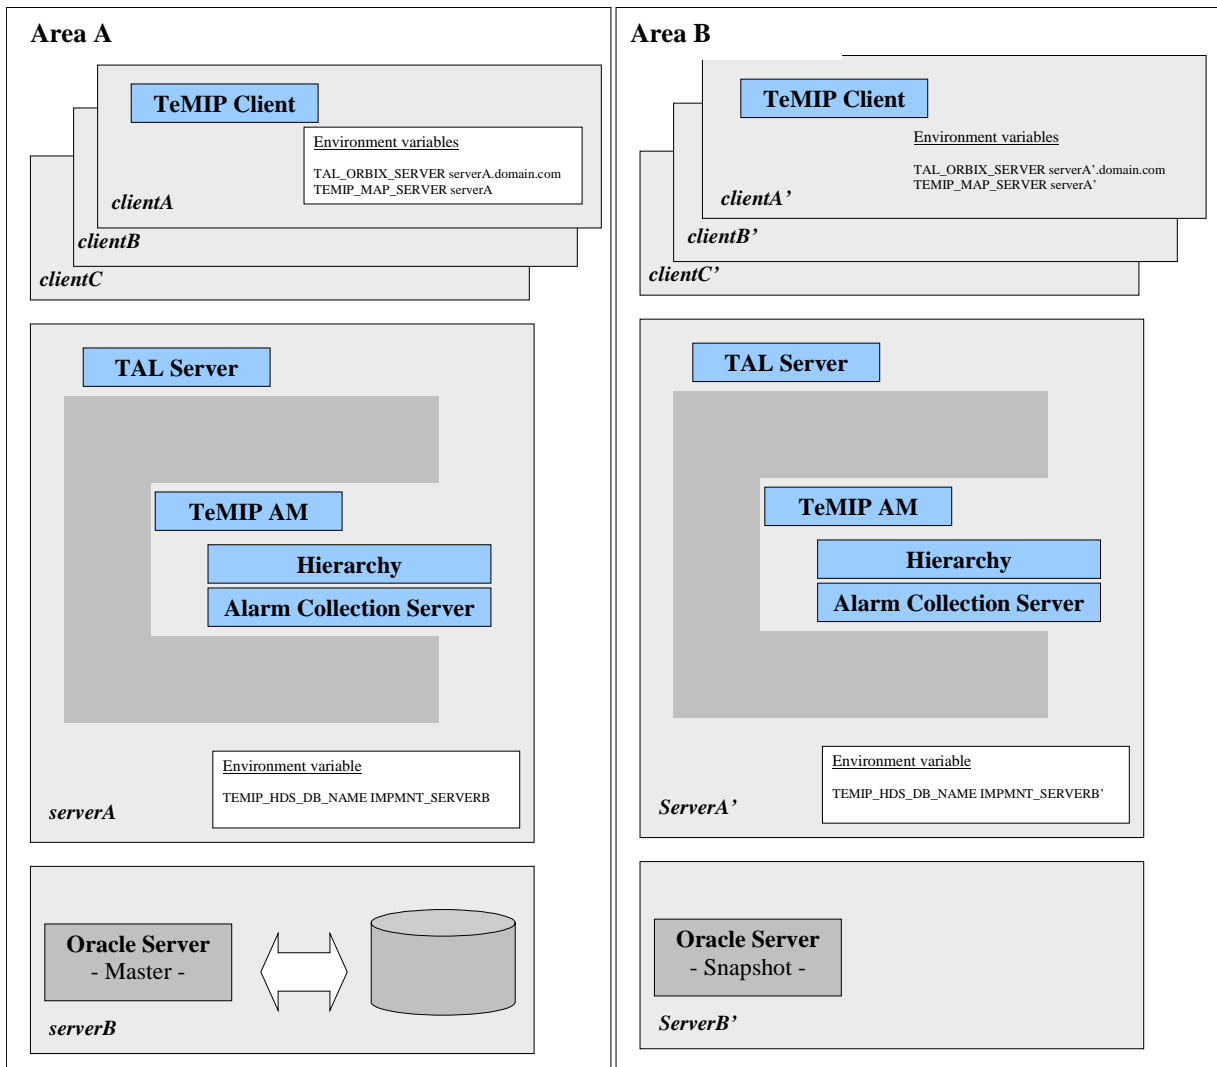 Area A
TeMIP Client
Environment variables
TAL_ORBIX_SERVER serverA.domain.com
TEMIP_MAP_SERVER serverA
clientA
clientB
clientC
TAL Server
TeMIP AM
Hierarchy
Alarm Collection Server
Environment variable
TEMIP_HDS_DB_NAME IMPMNT_SERVERB
serverA
Oracle Server
- Master -
serverB
Area B
TeMIP Client
Environment variables
TAL_ORBIX_SERVER serverA’.domain.com
TEMIP_MAP_SERVER serverA’
clientA’
clientB’
clientC’
TAL Server
TeMIP AM
Hierarchy
Alarm Collection Server
Environment variable
TEMIP_HDS_DB_NAME IMPMNT_SERVERB’
ServerA’
Oracle Server
- Snapshot -
ServerB’